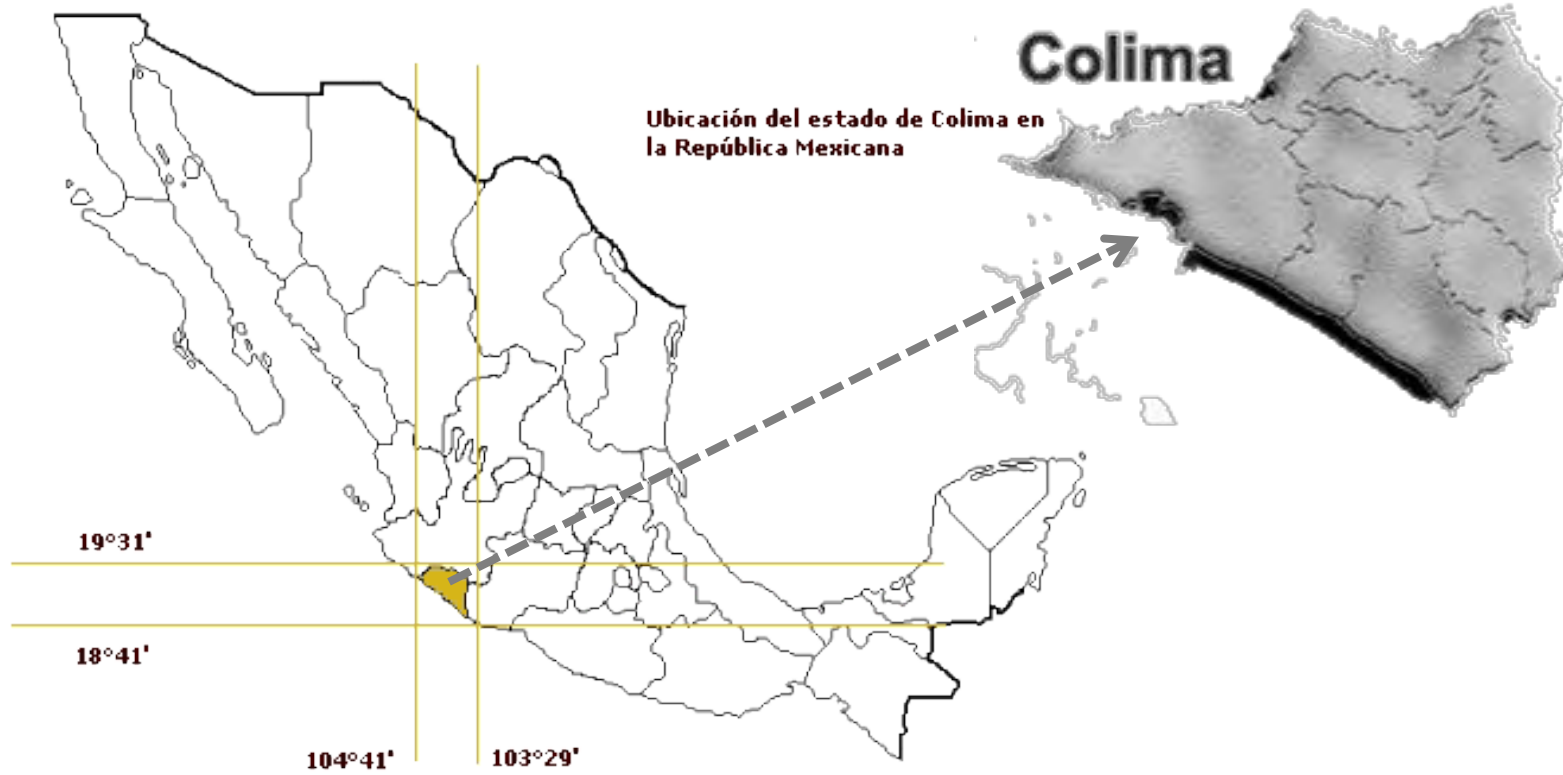 Colima
Ubicación del estado de Colima en
la República Mexicana
19°31'
18°41'
104°41'
103°29'